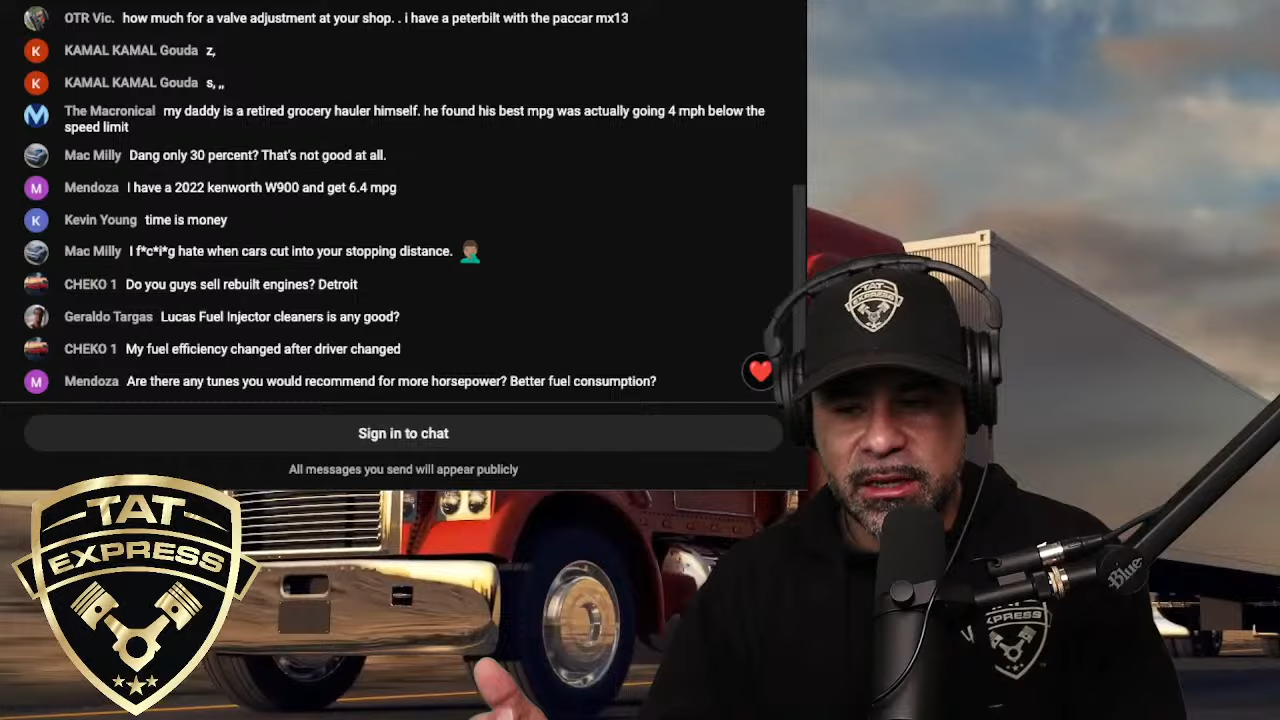 OTR Vic. how much for a valve adjustment at your shop. . i have a peterbilt with the paccar mx13
K KAMAL KAMAL Gouda z,
K KAMAL KAMAL Gouda s, ,,
The Macronical my daddy is a retired grocery hauler himself. he found his best mpg was actually going 4 mph below the
speed limit
Mac Milly Dang only 30 percent? That's not good at all.
M Mendoza I have a 2022 kenworth W900 and get 6.4 mpg
K Kevin Young time is money
Mac Milly I f*c*i*g hate when cars cut into your stopping distance.
CHEKO 1 Do you guys sell rebuilt engines? Detroit
Geraldo Targas Lucas Fuel Injector cleaners is any good?
CHEKO 1 My fuel efficiency changed after driver changed
M Mendoza Are there any tunes you would recommend for more horsepower? Better fuel consumption?
Sign in to chat
All messages you send will appear publicly
TAT
EXPRESS
TAT
EXPRESS
Blue
TAT
EXPRESS